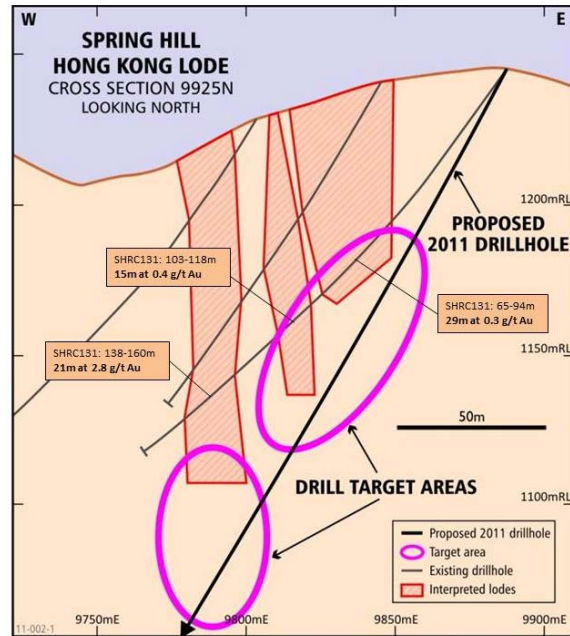 W
E
SPRING HILL
HONG KONG LODE
CROSS SECTION 9925N
LOOKING NORTH
1200mRL
PROPOSED
2011 DRILLHOLE
SHRC131: 103-118m
15m at 0.4 g/t Au
SHRC131: 65-94m
29m at 0.3 g/t Au
SHRC131: 138-160m
21m at 2.8 g/t Au
1150mRL
50m
DRILL TARGET AREAS
1100mRL
Proposed 2011 drillhole
Target area
Existing drillhole
Interpreted lodes
11-002-1
9750mE
9800mE
9850mE
9900mE